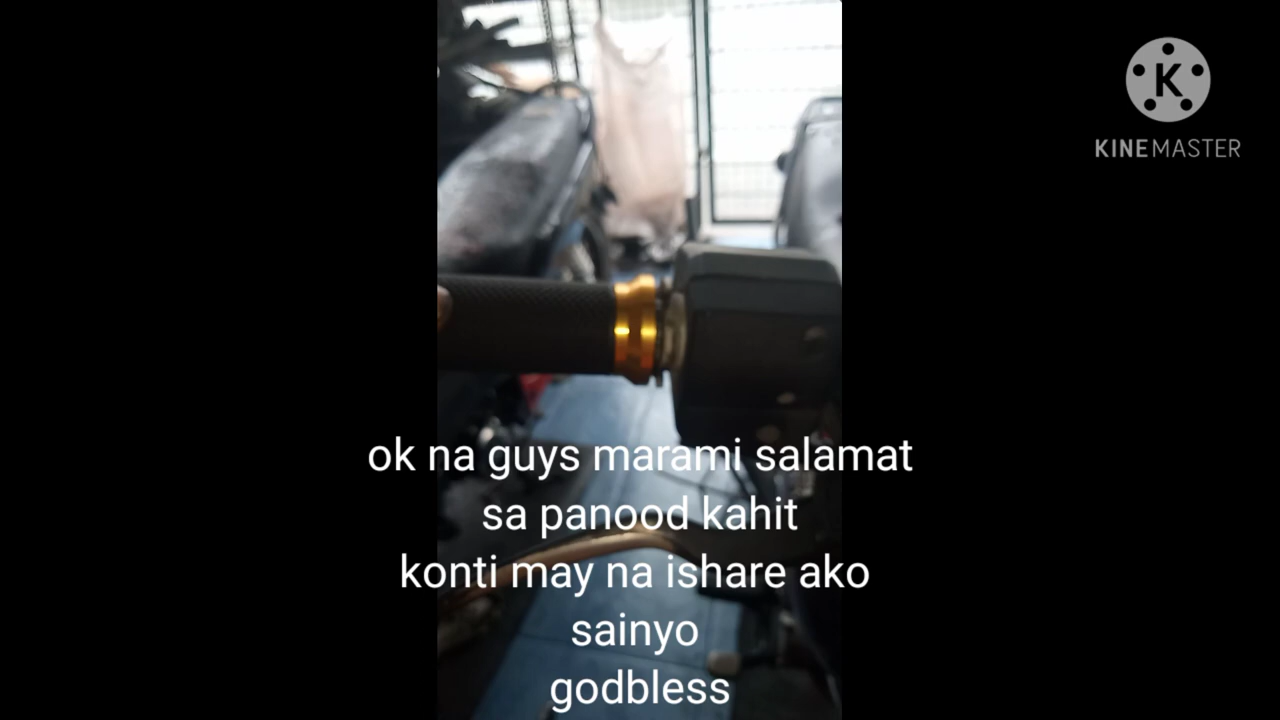 K
KINEMASTER
ok na guys marami salamat
sa panood kahit
konti may na ishare ako
sainyo
godbless